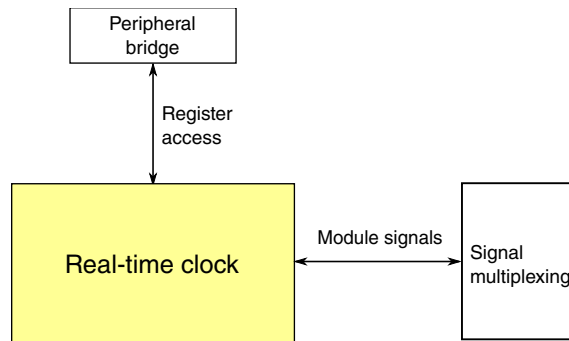 Peripheral
bridge
Register
access
Real-time clock
Module signals
Signal
multiplexing